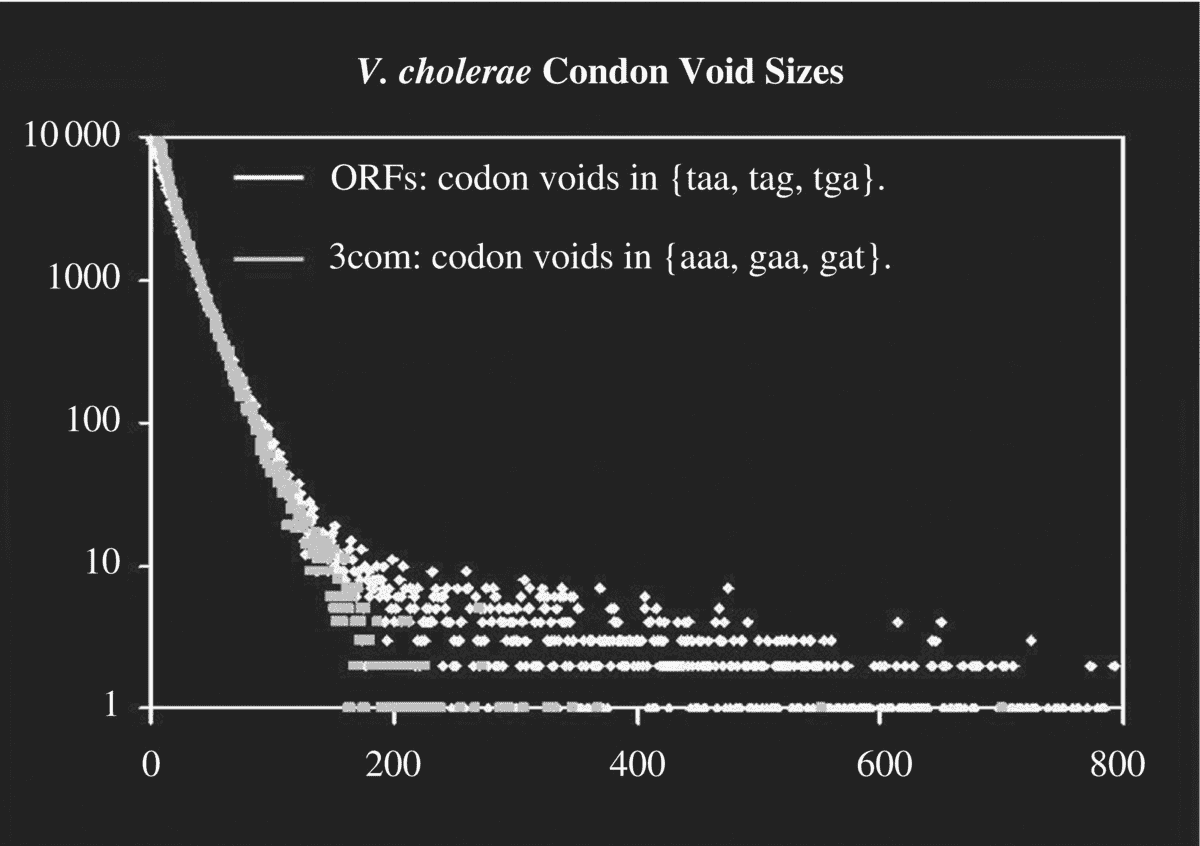 V. cholerae Condon Void Sizes
10 000
ORFs: codon voids in {taa, tag, tga}.
3com: codon voids in {aaa, gaa, gat}.
1000
100
10
1
0 200 400 600 800